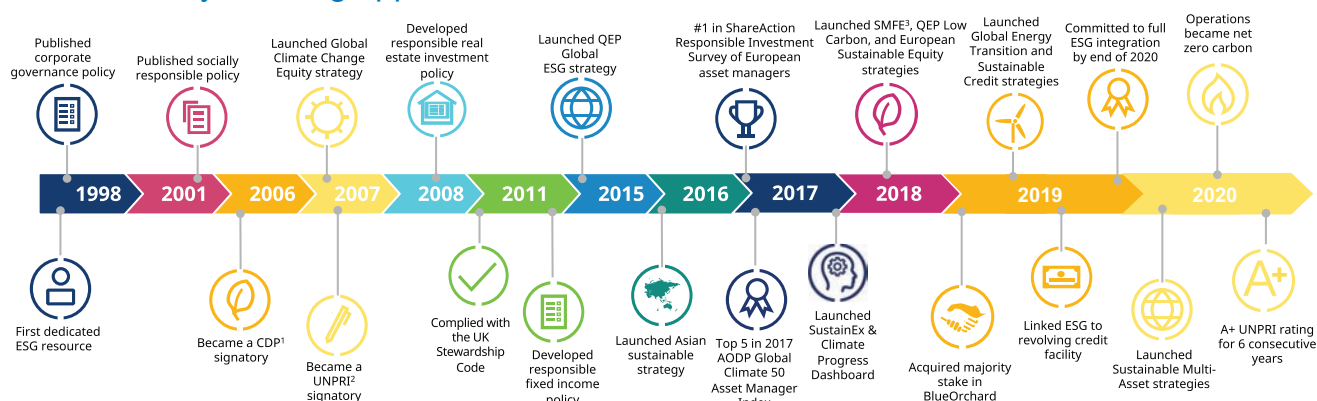 Published
corporate
governance policy
Published socially
responsible policy
Launched Global
Climate Change
Equity strategy
Developed
responsible real
estate investment
policy
Launched QEP
Global
ESG strategy
#1 in ShareAction
Responsible Investment
Survey of European
asset managers
Launched SMFE³, QEP Low
Carbon, and European
Sustainable Equity
strategies
Launched
Global Energy
Transition and
Sustainable
Credit strategies
Committed to full
ESG integration
by end of 2020
Operations
became net
zero carbon
1998
2001
2006
2007
2008
2011
2015
2016
2017
2018
2019
2020
First dedicated
ESG resource
Became a CDP¹
signatory
Became a
UNPRI²
signatory
Complied with
the UK
Stewardship
Code
Developed
responsible
fixed income
policy
Launched Asian
sustainable
strategy
Top 5 in 2017
AODP Global
Climate 50
Asset Manager
Index
Launched
SustainEx &
Climate
Progress
Dashboard
Acquired majority
stake in
BlueOrchard
Linked ESG to
revolving credit
facility
Launched
Sustainable Multi-
Asset strategies
A+
A+ UNPRI rating
for 6 consecutive
years